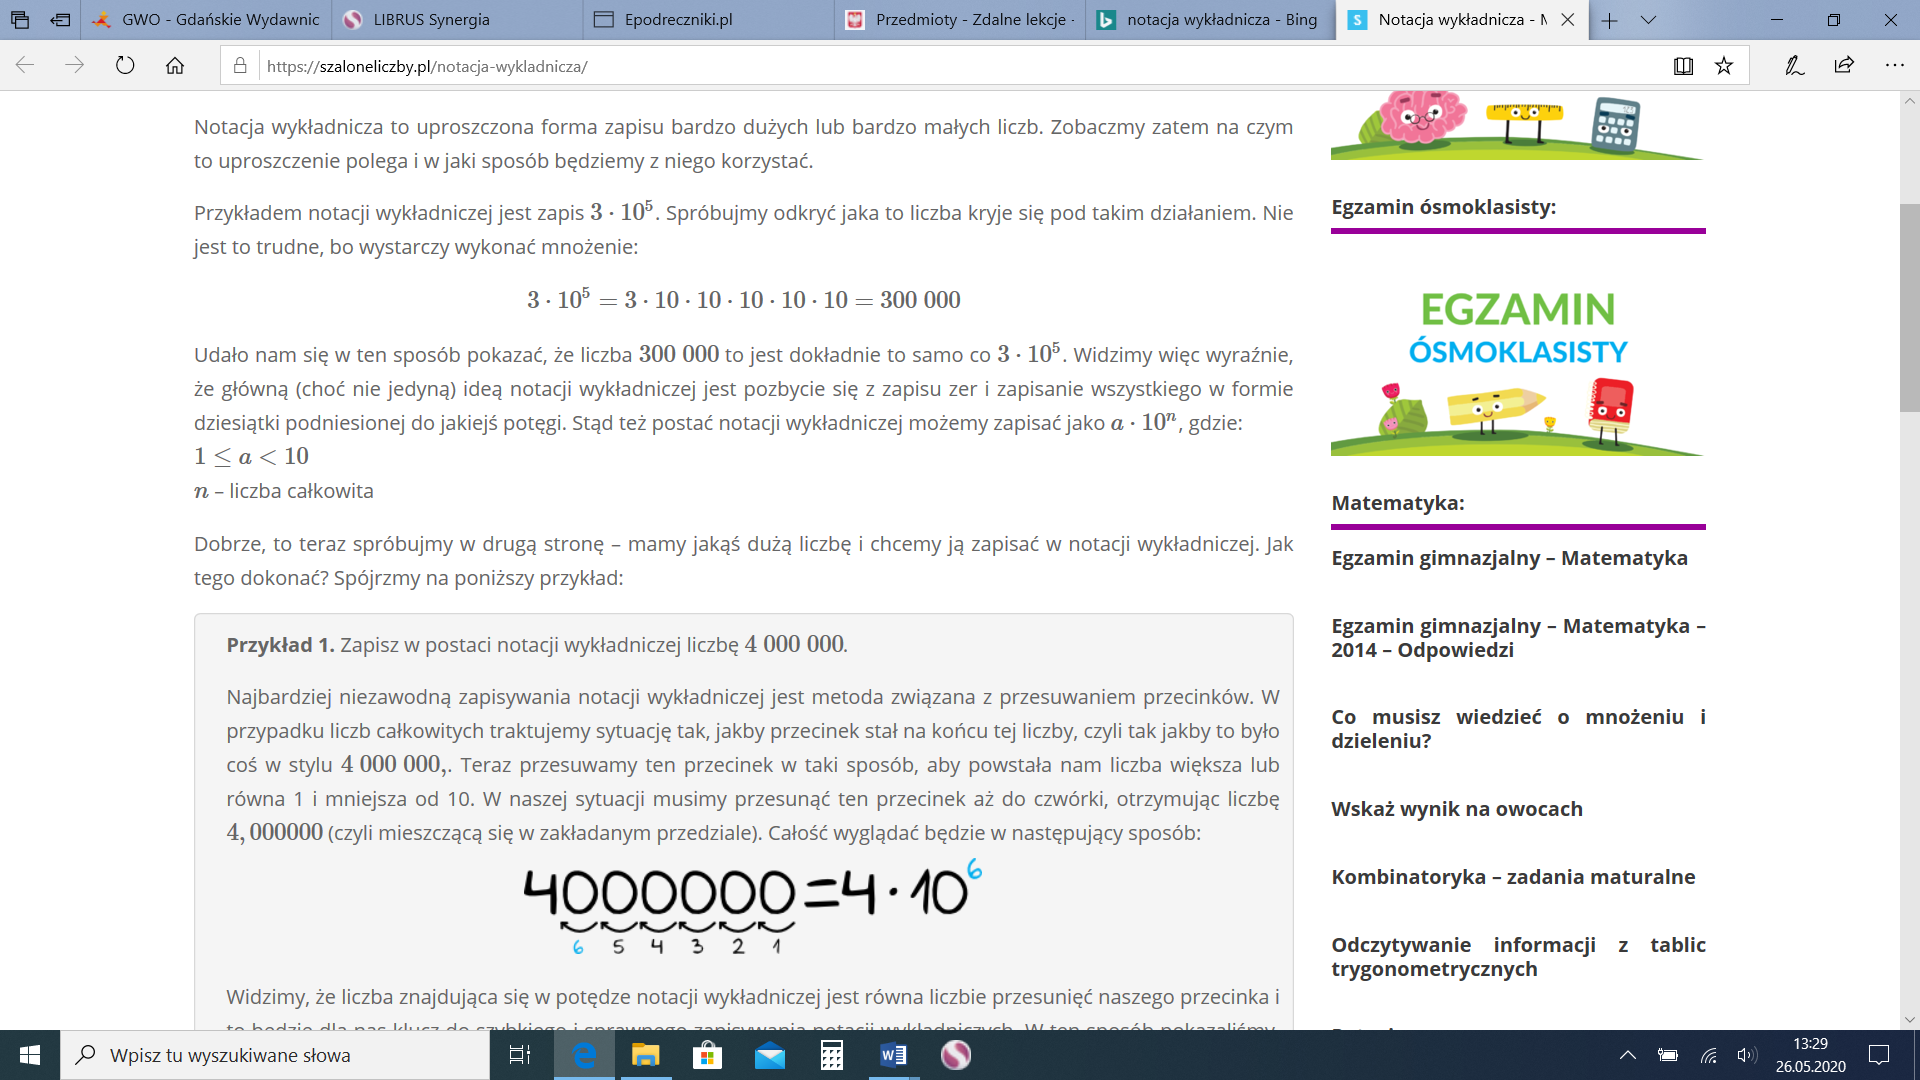 GWO - Gdańskie Wydawnic
LIBRUS Synergia
Epodreczniki.pl
Przedmioty - Zdalne lekcje -
notacja wykładnicza - Bing
Notacja wykładnicza - M
https://szaloneliczby.pl/notacja-wykladnicza/
Notacja wykładnicza to uproszczona forma zapisu bardzo dużych lub bardzo małych liczb. Zobaczmy zatem na czym
to uproszczenie polega i w jaki sposób będziemy z niego korzystać.
Przykładem notacji wykładniczej jest zapis 3 · 10⁵. Spróbujmy odkryć jaka to liczba kryje się pod takim działaniem. Nie
jest to trudne, bo wystarczy wykonać mnożenie:
3 · 10⁵ = 3 · 10 · 10 · 10 · 10 · 10 = 300 000
Udało nam się w ten sposób pokazać, że liczba 300 000 to jest dokładnie to samo co 3 · 10⁵. Widzimy więc wyraźnie,
że główną (choć nie jedyną) ideą notacji wykładniczej jest pozbycie się z zapisu zer i zapisanie wszystkiego w formie
dziesiątki podniesionej do jakiejś potęgi. Stąd też postać notacji wykładniczej możemy zapisać jako a · 10ⁿ, gdzie:
1 ≤ a < 10
n – liczba całkowita
Dobrze, to teraz spróbujmy w drugą stronę – mamy jakąś dużą liczbę i chcemy ją zapisać w notacji wykładniczej. Jak
tego dokonać? Spójrzmy na poniższy przykład:
Przykład 1. Zapisz w postaci notacji wykładniczej liczbę 4 000 000.
Najbardziej niezawodną zapisywania notacji wykładniczej jest metoda związana z przesuwaniem przecinków. W
przypadku liczb całkowitych traktujemy sytuację tak, jakby przecinek stał na końcu tej liczby, czyli tak jakby to było
coś w stylu 4 000 000,. Teraz przesuwamy ten przecinek w taki sposób, aby powstała nam liczba większa lub
równa 1 i mniejsza od 10. W naszej sytuacji musimy przesunąć ten przecinek aż do czwórki, otrzymując liczbę
4, 000000 (czyli mieszczącą się w zakładanym przedziale). Całość wyglądać będzie w następujący sposób:
4000000=4·10⁶
6 5 4 3 2 1
Widzimy, że liczba znajdująca się w potędze notacji wykładniczej jest równa liczbie przesunięć naszego przecinka i
to będzie dla nas klucz do szybkiego i sprawnego zapisywania notacji wykładniczych. W ten sposób pokazaliśmy,
Egzamin ósmoklasisty:
EGZAMIN
ÓSMOKLASISTY
Matematyka:
Egzamin gimnazjalny – Matematyka
Egzamin gimnazjalny – Matematyka –
2014 – Odpowiedzi
Co musisz wiedzieć o mnożeniu i
dzieleniu?
Wskaż wynik na owocach
Kombinatoryka – zadania maturalne
Odczytywanie informacji z tablic
trygonometrycznych
Wpisz tu wyszukiwane słowa
13:29
26.05.2020